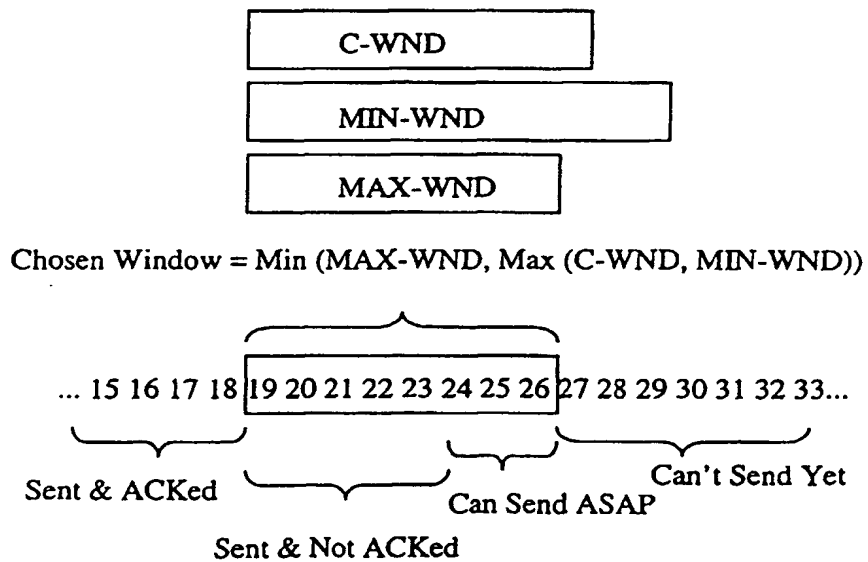 C-WND
MIN-WND
MAX-WND
Chosen Window = Min (MAX-WND, Max (C-WND, MIN-WND))
... 15 16 17 18 19 20 21 22 23 24 25 26 27 28 29 30 31 32 33...
Sent & ACKed
Can Send ASAP
Can't Send Yet
Sent & Not ACKed